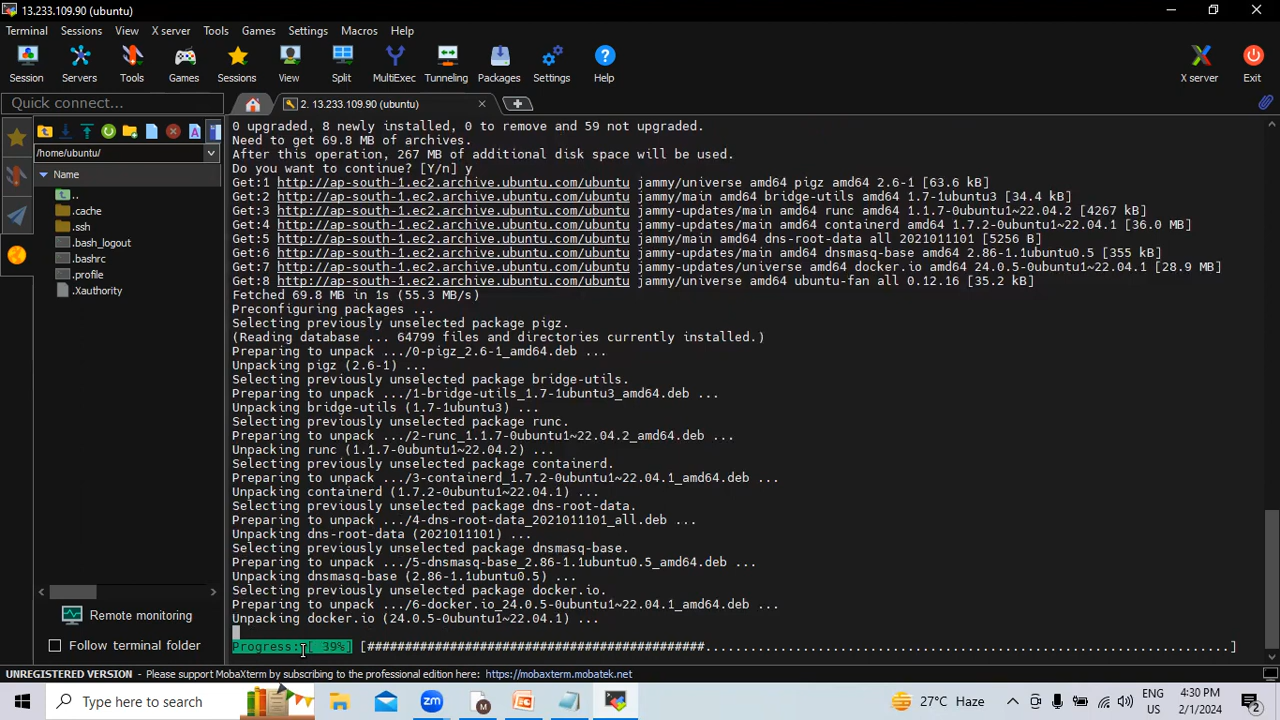 13.233.109.90 (ubuntu)
Terminal Sessions View X server Tools Games Settings Macros Help
Session Servers Tools Games Sessions View Split MultiExec Tunneling Packages Settings Help X server Exit
Quick connect...
2. 13.233.109.90 (ubuntu)
/home/ubuntu/
Name
..
.cache
.ssh
.bash_logout
.bashrc
.profile
.Xauthority
Remote monitoring
Follow terminal folder
0 upgraded, 8 newly installed, 0 to remove and 59 not upgraded.
Need to get 69.8 MB of archives.
After this operation, 267 MB of additional disk space will be used.
Do you want to continue? [Y/n] y
Get:1 http://ap-south-1.ec2.archive.ubuntu.com/ubuntu jammy/universe amd64 pigz amd64 2.6-1 [63.6 kB]
Get:2 http://ap-south-1.ec2.archive.ubuntu.com/ubuntu jammy/main amd64 bridge-utils amd64 1.7-1ubuntu3 [34.4 kB]
Get:3 http://ap-south-1.ec2.archive.ubuntu.com/ubuntu jammy-updates/main amd64 runc amd64 1.1.7-0ubuntu1~22.04.2 [4267 kB]
Get:4 http://ap-south-1.ec2.archive.ubuntu.com/ubuntu jammy-updates/main amd64 containerd amd64 1.7.2-0ubuntu1~22.04.1 [36.0 MB]
Get:5 http://ap-south-1.ec2.archive.ubuntu.com/ubuntu jammy/main amd64 dns-root-data all 2021011101 [5256 B]
Get:6 http://ap-south-1.ec2.archive.ubuntu.com/ubuntu jammy-updates/main amd64 dnsmasq-base amd64 2.86-1.1ubuntu0.5 [355 kB]
Get:7 http://ap-south-1.ec2.archive.ubuntu.com/ubuntu jammy-updates/universe amd64 docker.io amd64 24.0.5-0ubuntu1~22.04.1 [28.9 MB]
Get:8 http://ap-south-1.ec2.archive.ubuntu.com/ubuntu jammy/universe amd64 ubuntu-fan all 0.12.16 [35.2 kB]
Fetched 69.8 MB in 1s (55.3 MB/s)
Preconfiguring packages ...
Selecting previously unselected package pigz.
(Reading database ... 64799 files and directories currently installed.)
Preparing to unpack .../0-pigz_2.6-1_amd64.deb ...
Unpacking pigz (2.6-1) ...
Selecting previously unselected package bridge-utils.
Preparing to unpack .../1-bridge-utils_1.7-1ubuntu3_amd64.deb ...
Unpacking bridge-utils (1.7-1ubuntu3) ...
Selecting previously unselected package runc.
Preparing to unpack .../2-runc_1.1.7-0ubuntu1~22.04.2_amd64.deb ...
Unpacking runc (1.1.7-0ubuntu1~22.04.2) ...
Selecting previously unselected package containerd.
Preparing to unpack .../3-containerd_1.7.2-0ubuntu1~22.04.1_amd64.deb ...
Unpacking containerd (1.7.2-0ubuntu1~22.04.1) ...
Selecting previously unselected package dns-root-data.
Preparing to unpack .../4-dns-root-data_2021011101_all.deb ...
Unpacking dns-root-data (2021011101) ...
Selecting previously unselected package dnsmasq-base.
Preparing to unpack .../5-dnsmasq-base_2.86-1.1ubuntu0.5_amd64.deb ...
Unpacking dnsmasq-base (2.86-1.1ubuntu0.5) ...
Selecting previously unselected package docker.io.
Preparing to unpack .../6-docker.io_24.0.5-0ubuntu1~22.04.1_amd64.deb ...
Unpacking docker.io (24.0.5-0ubuntu1~22.04.1) ...
Progress: [ 39%] [#############################################......................................................................]
UNREGISTERED VERSION - Please support MobaXterm by subscribing to the professional edition here: https://mobaxterm.mobatek.net
Type here to search
zm
27°C Haze
ENG
US
4:30 PM
2/1/2024
2